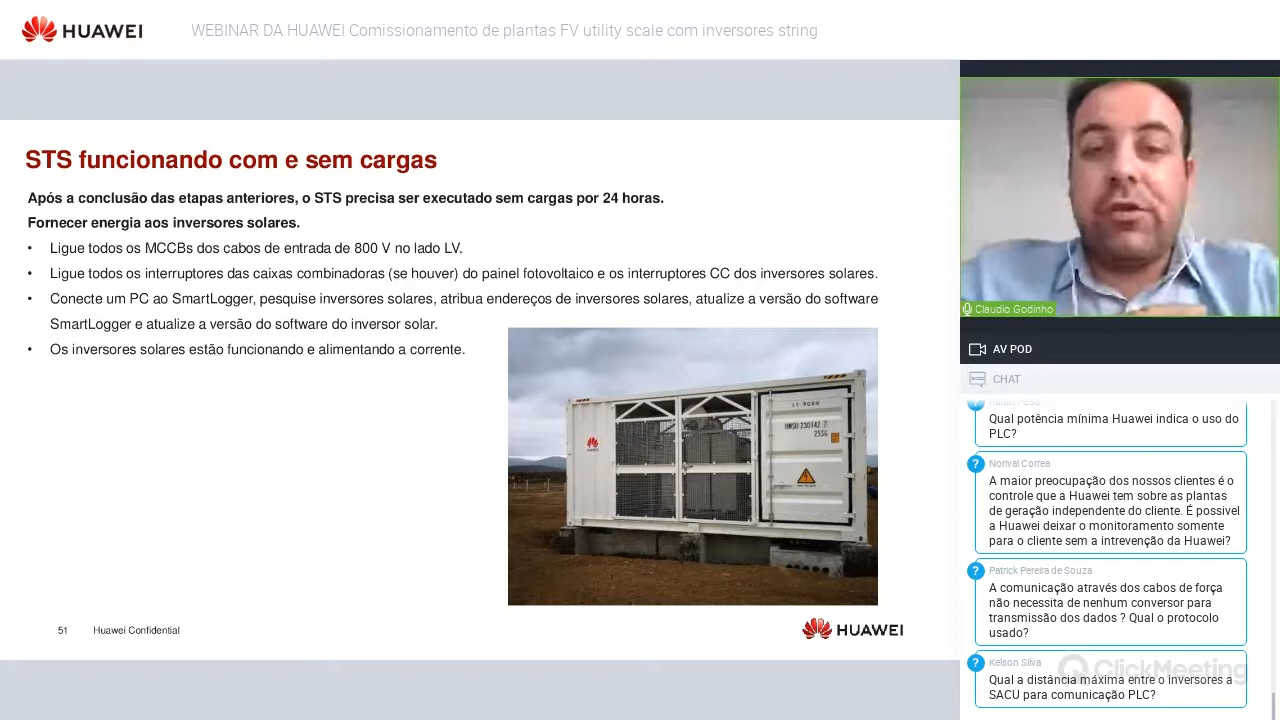 HUAWEI
WEBINAR DA HUAWEI Comissionamento de plantas FV utility scale com inversores string
STS funcionando com e sem cargas
Após a conclusão das etapas anteriores, o STS precisa ser executado sem cargas por 24 horas.
Fornecer energia aos inversores solares.
• Ligue todos os MCCBs dos cabos de entrada de 800 V no lado LV.
• Ligue todos os interruptores das caixas combinadoras (se houver) do painel fotovoltaico e os interruptores CC dos inversores solares.
• Conecte um PC ao SmartLogger, pesquise inversores solares, atribua endereços de inversores solares, atualize a versão do software
SmartLogger e atualize a versão do software do inversor solar.
• Os inversores solares estão funcionando e alimentando a corrente.
51 Huawei Confidential
HUAWEI
Claudio Godinho
AV POD
CHAT
Qual potência mínima Huawei indica o uso do
PLC?
Norival Correa
A maior preocupação dos nossos clientes é o
controle que a Huawei tem sobre as plantas
de geração independente do cliente. É possivel
a Huawei deixar o monitoramento somente
para o cliente sem a intrevenção da Huawei?
Patrick Pereira de Souza
A comunicação através dos cabos de força
não necessita de nenhum conversor para
transmissão dos dados ? Qual o protocolo
usado?
Kelson Silva
Qual a distância máxima entre o inversores a
SACU para comunicação PLC?
ClickMeeting